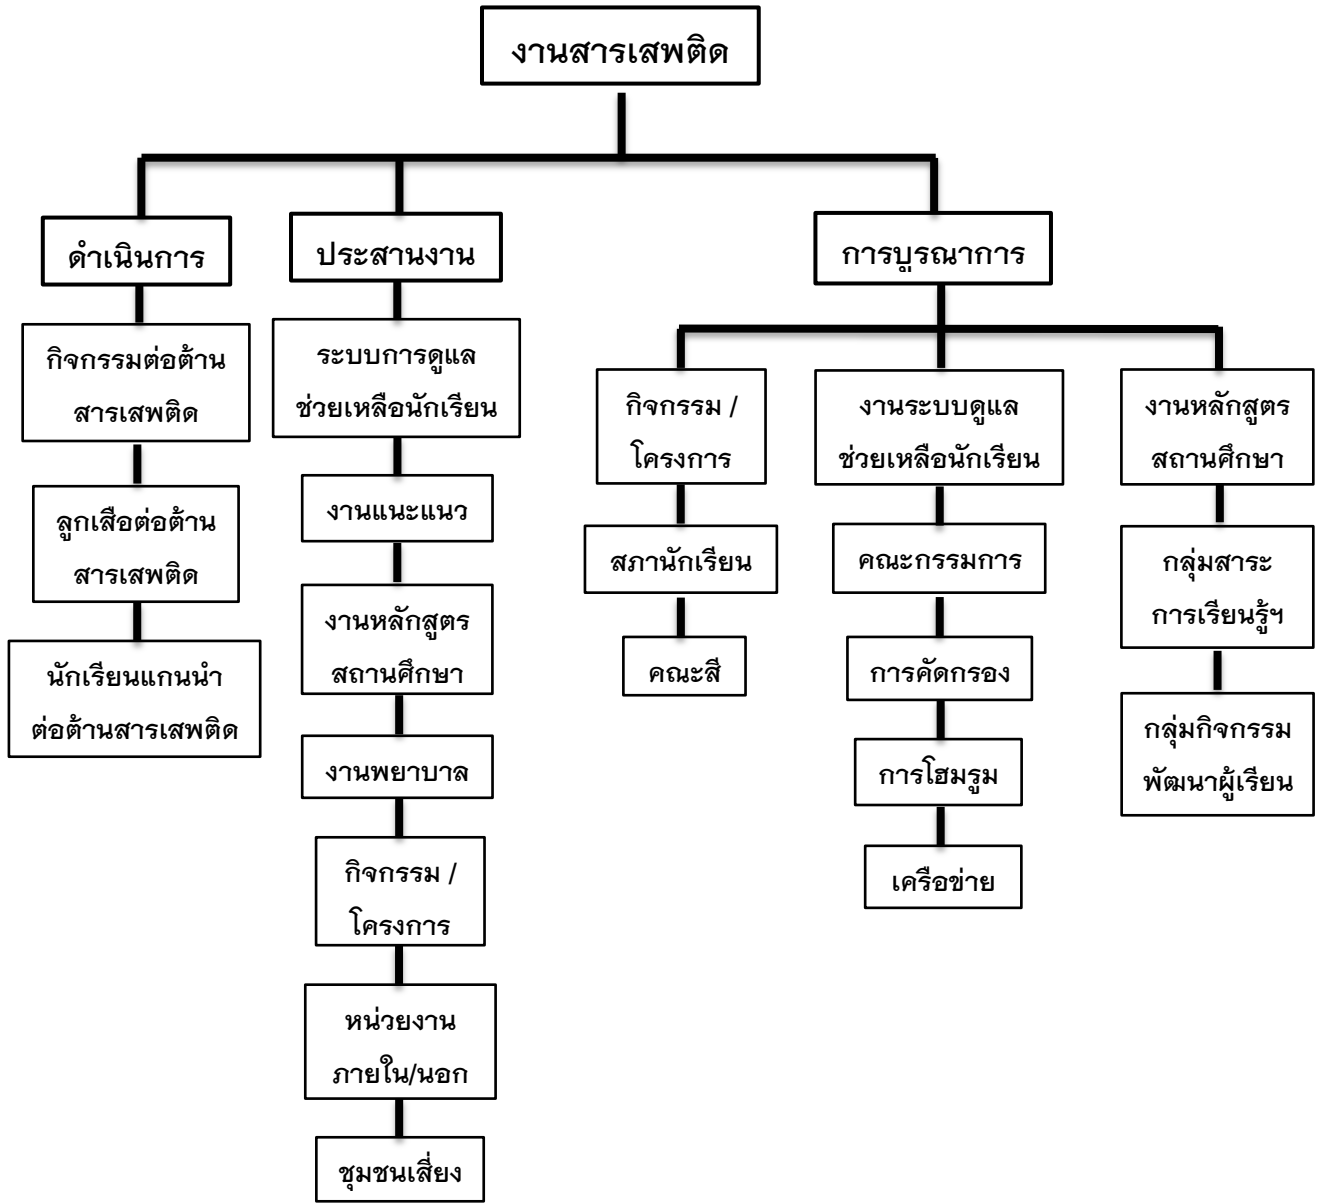 งานสารเสพติด
ดำเนินการ
ประสานงาน
การบูรณาการ
กิจกรรมต่อต้าน
สารเสพติด
ลูกเสือต่อต้าน
สารเสพติด
นักเรียนแกนนำ
ต่อต้านสารเสพติด
ระบบการดูแล
ช่วยเหลือนักเรียน
งานแนะแนว
งานหลักสูตร
สถานศึกษา
งานพยาบาล
กิจกรรม /
โครงการ
หน่วยงาน
ภายใน/นอก
ชุมชนเสี่ยง
กิจกรรม /
โครงการ
สภานักเรียน
คณะสี
งานระบบดูแล
ช่วยเหลือนักเรียน
คณะกรรมการ
การคัดกรอง
การโฮมรูม
เครือข่าย
งานหลักสูตร
สถานศึกษา
กลุ่มสาระ
การเรียนรู้ฯ
กลุ่มกิจกรรม
พัฒนาผู้เรียน